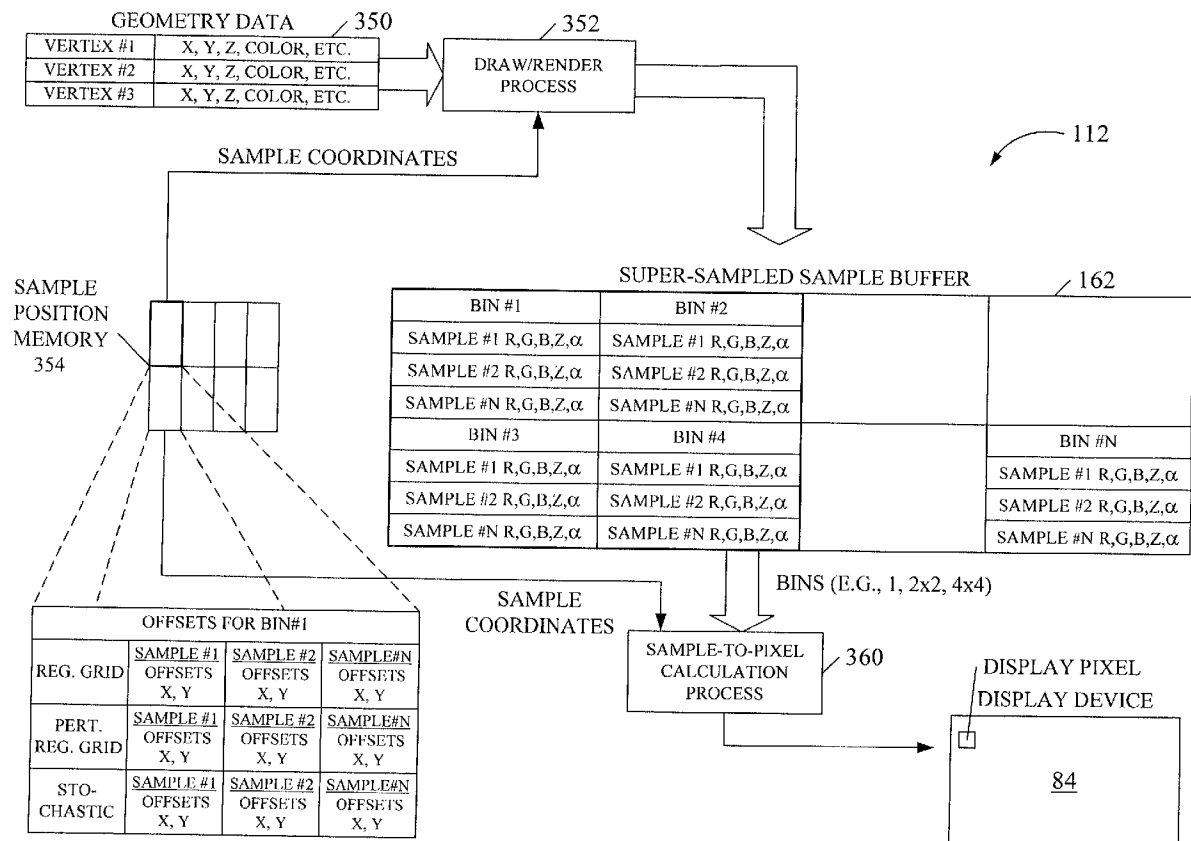 GEOMETRY DATA 350
VERTEX #1 X, Y, Z, COLOR, ETC.
VERTEX #2 X, Y, Z, COLOR, ETC.
VERTEX #3 X, Y, Z, COLOR, ETC.
352
DRAW/RENDER
PROCESS
112
SAMPLE COORDINATES
SAMPLE
POSITION
MEMORY
354
SUPER-SAMPLED SAMPLE BUFFER
162
BIN #1 BIN #2
SAMPLE #1 R,G,B,Z,α SAMPLE #1 R,G,B,Z,α
SAMPLE #2 R,G,B,Z,α SAMPLE #2 R,G,B,Z,α
SAMPLE #N R,G,B,Z,α SAMPLE #N R,G,B,Z,α
BIN #3 BIN #4 BIN #N
SAMPLE #1 R,G,B,Z,α SAMPLE #1 R,G,B,Z,α SAMPLE #1 R,G,B,Z,α
SAMPLE #2 R,G,B,Z,α SAMPLE #2 R,G,B,Z,α SAMPLE #2 R,G,B,Z,α
SAMPLE #N R,G,B,Z,α SAMPLE #N R,G,B,Z,α SAMPLE #N R,G,B,Z,α
BINS (E.G., 1, 2x2, 4x4)
SAMPLE
COORDINATES
SAMPLE-TO-PIXEL
CALCULATION
PROCESS
360
OFFSETS FOR BIN#1
REG. GRID
SAMPLE #1 SAMPLE #2 SAMPLE#N
OFFSETS OFFSETS OFFSETS
X, Y X, Y X, Y
PERT.
REG. GRID
SAMPLE #1 SAMPLE #2 SAMPLE#N
OFFSETS OFFSETS OFFSETS
X, Y X, Y X, Y
STO-
CHASTIC
SAMPLE #1 SAMPLE #2 SAMPLE#N
OFFSETS OFFSETS OFFSETS
X, Y X, Y X, Y
DISPLAY PIXEL
DISPLAY DEVICE
84